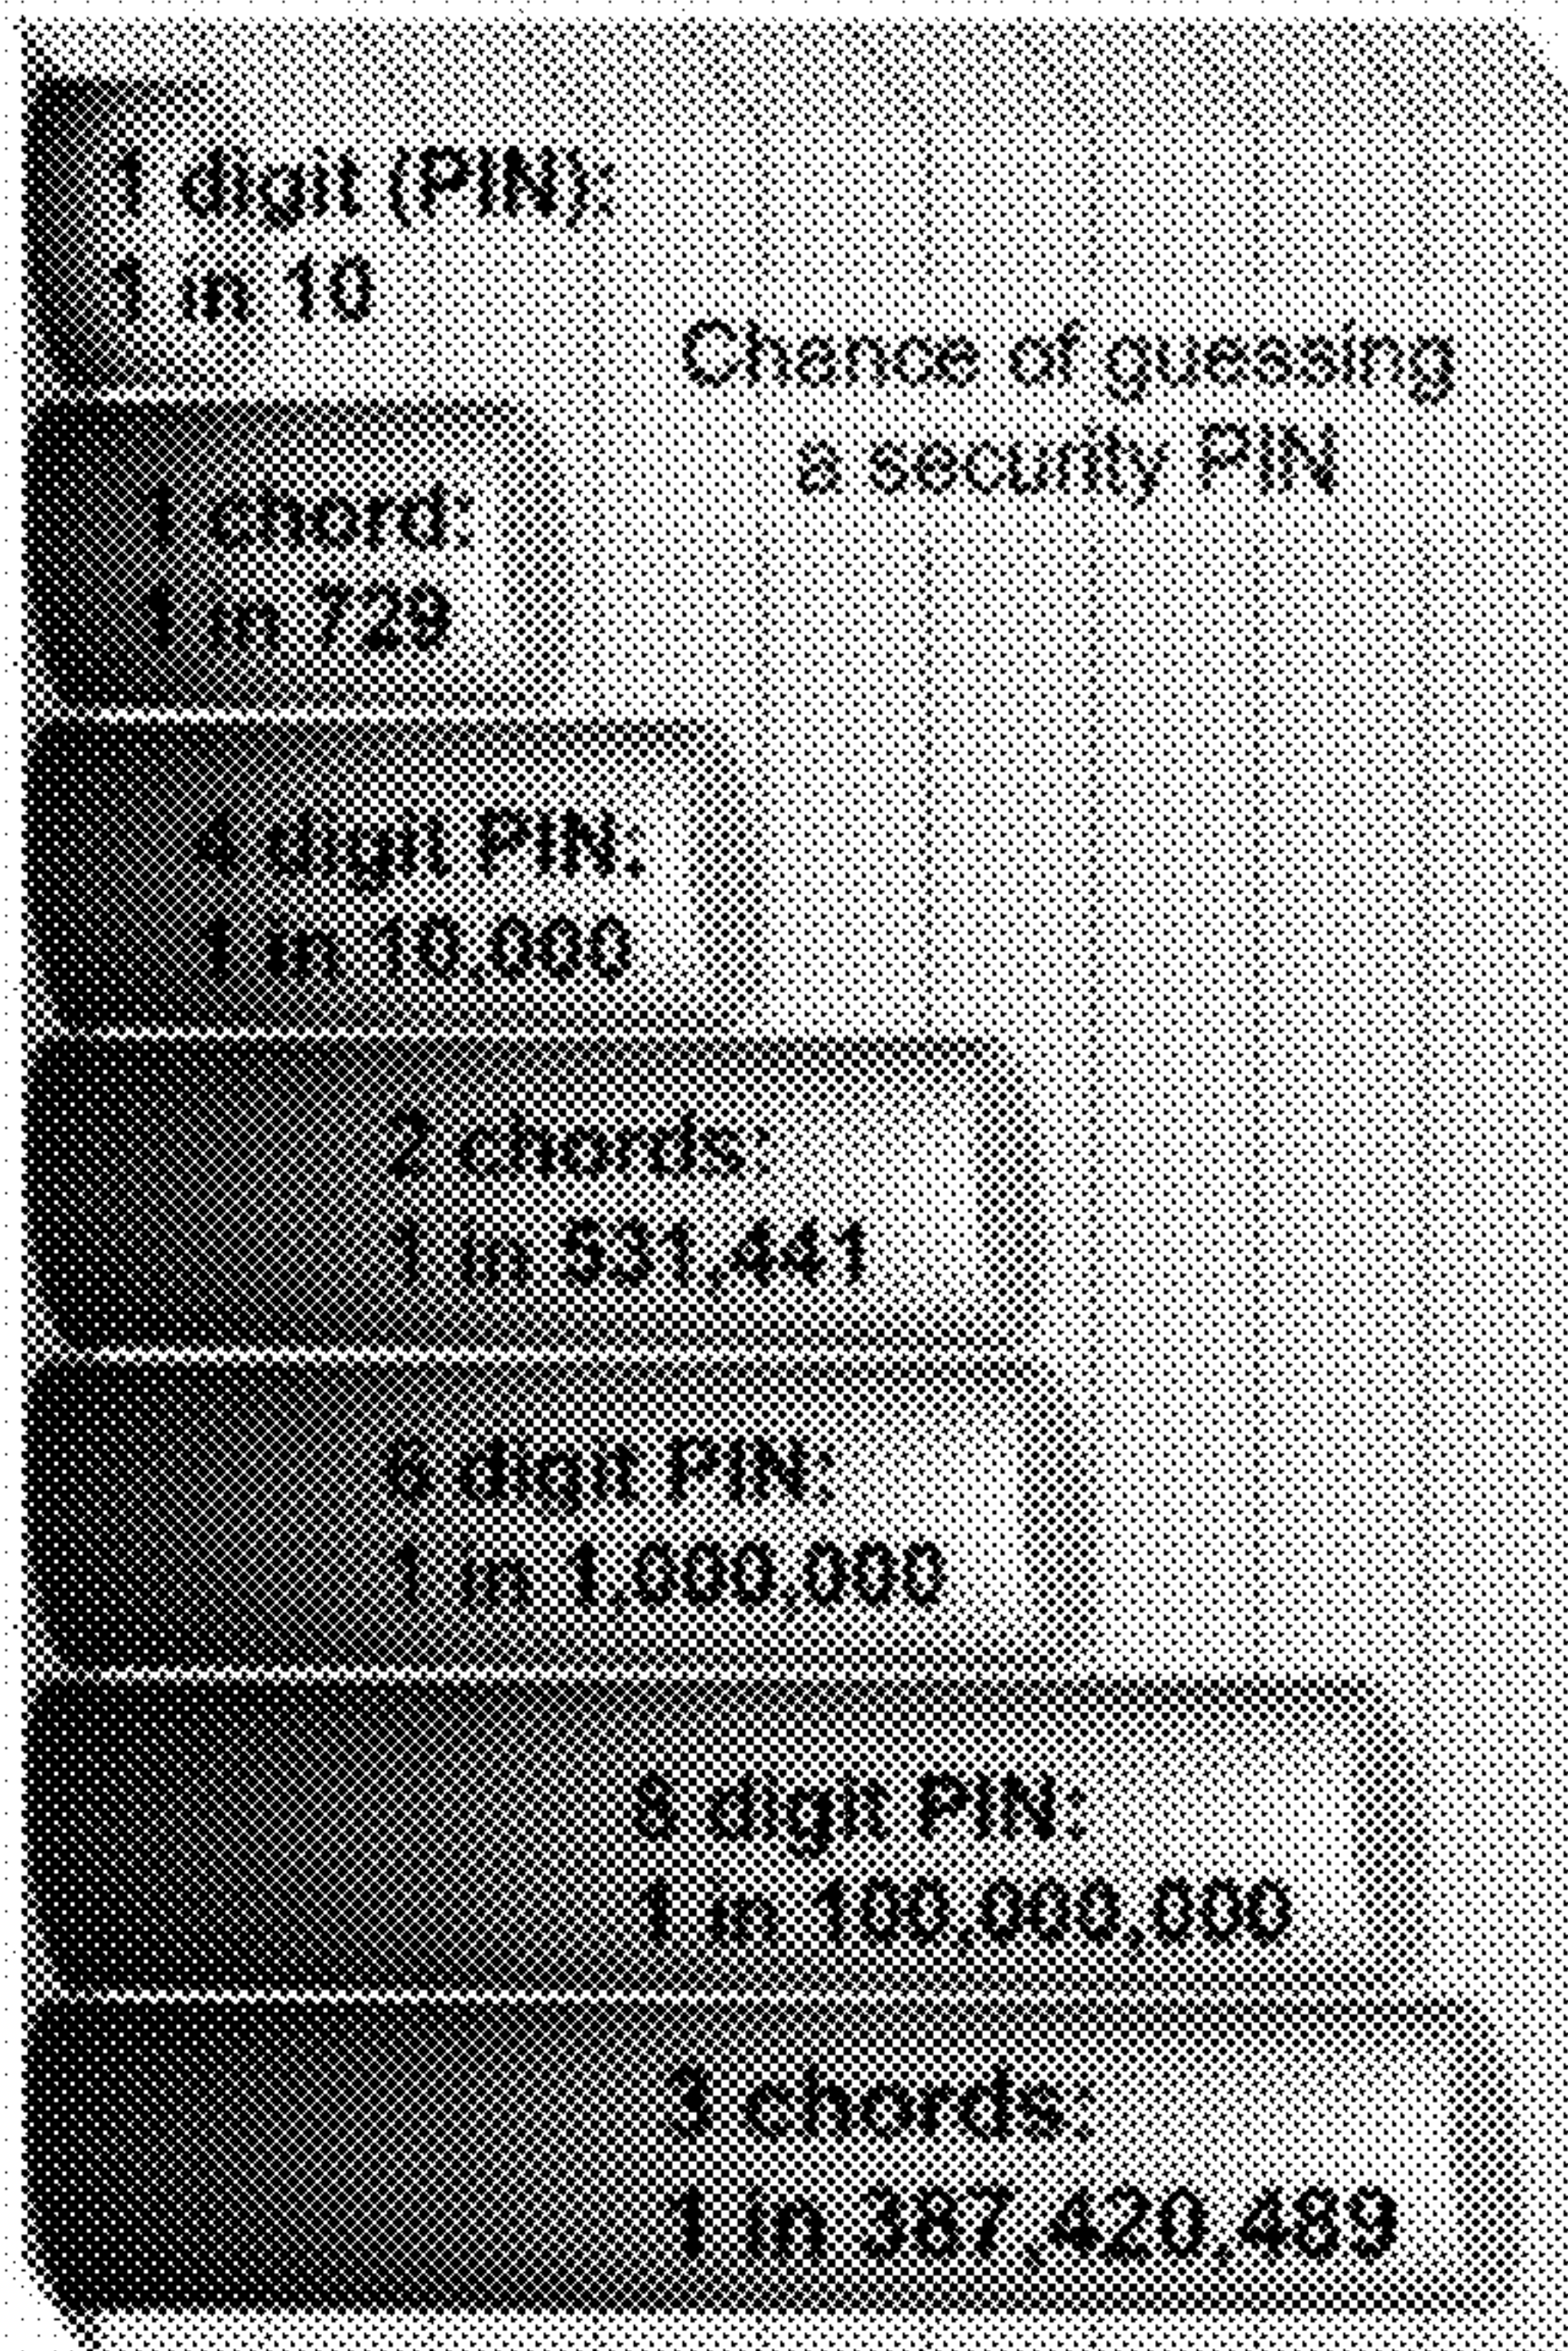 1 digit (PIN):
1 in 10
Chance of guessing
a security PIN
1 chord:
1 in 729
4 digit PIN:
1 in 10,000
2 chords:
1 in 531,441
6 digit PIN:
1 in 1,000,000
8 digit PIN:
1 in 100,000,000
3 chords:
1 in 387,420,489